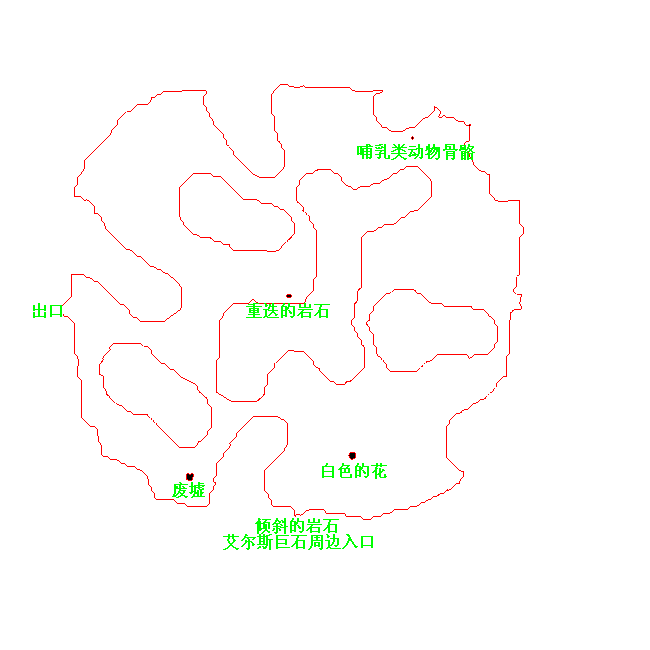 哺乳类动物骨骼
出口
重迭的岩石
白色的花
废墟
倾斜的岩石
艾尔斯巨石周边入口